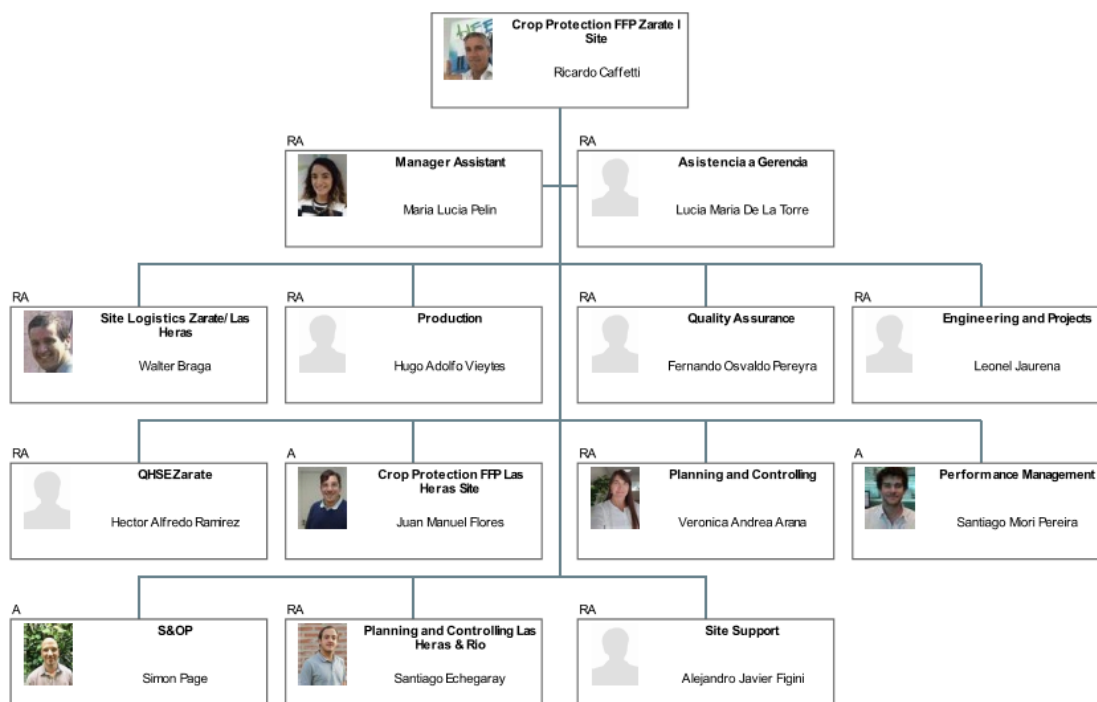 Crop Protection FFP Zarate I
Site
Ricardo Caffetti
RA
Manager Assistant
Maria Lucia Pelin
RA
Asistencia a Gerencia
Lucia Maria De La Torre
RA
Site Logistics Zarate/ Las
Heras
Walter Braga
RA
Production
Hugo Adolfo Vieytes
RA
Quality Assurance
Fernando Osvaldo Pereyra
RA
Engineering and Projects
Leonel Jaurena
RA
QHSE Zarate
Hector Alfredo Ramirez
A
Crop Protection FFP Las
Heras Site
Juan Manuel Flores
RA
Planning and Controlling
Veronica Andrea Arana
A
Performance Management
Santiago Miori Pereira
A
S&OP
Simon Page
RA
Planning and Controlling Las
Heras & Rio
Santiago Echegaray
RA
Site Support
Alejandro Javier Figini